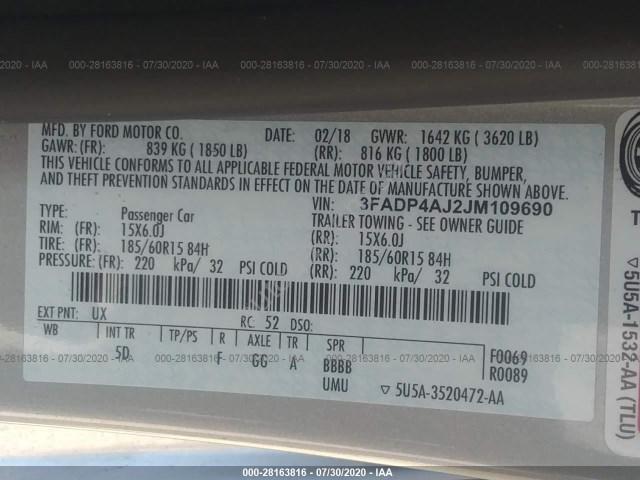 000-28163816 - 07/30/2020 - IAA
MFD. BY FORD MOTOR CO. DATE: 02/18 GVWR: 1642 KG ( 3620 LB)
GAWR: (FR): 839 KG ( 1850 LB) (RR): 816 KG ( 1800 LB)
THIS VEHICLE CONFORMS TO ALL APPLICABLE FEDERAL MOTOR VEHICLE SAFETY, BUMPER,
AND THEFT PREVENTION STANDARDS IN EFFECT ON THE DATE OF MANUFACTURE SHOWN ABOVE.
VIN: 3FADP4AJ2JM109690
TYPE: Passenger Car TRAILER TOWING - SEE OWNER GUIDE
RIM: (FR): 15X6.0J (RR): 15X6.0J
TIRE: (FR): 185/60R15 84H (RR): 185/60R15 84H
PRESSURE: (FR): 220 kPa/ 32 PSI COLD (RR): 220 kPa/ 32 PSI COLD
EXT PNT: UX RC: 52 DSO:
WB INT TR TP/PS R AXLE TR SPR
5D F GG A BBBB
UMU
F0069
R0089
▽ 5U5A-3520472-AA
▽ 5U5A-1532-AA (TLU)
000-28163816 - 07/30/2020 - IAA